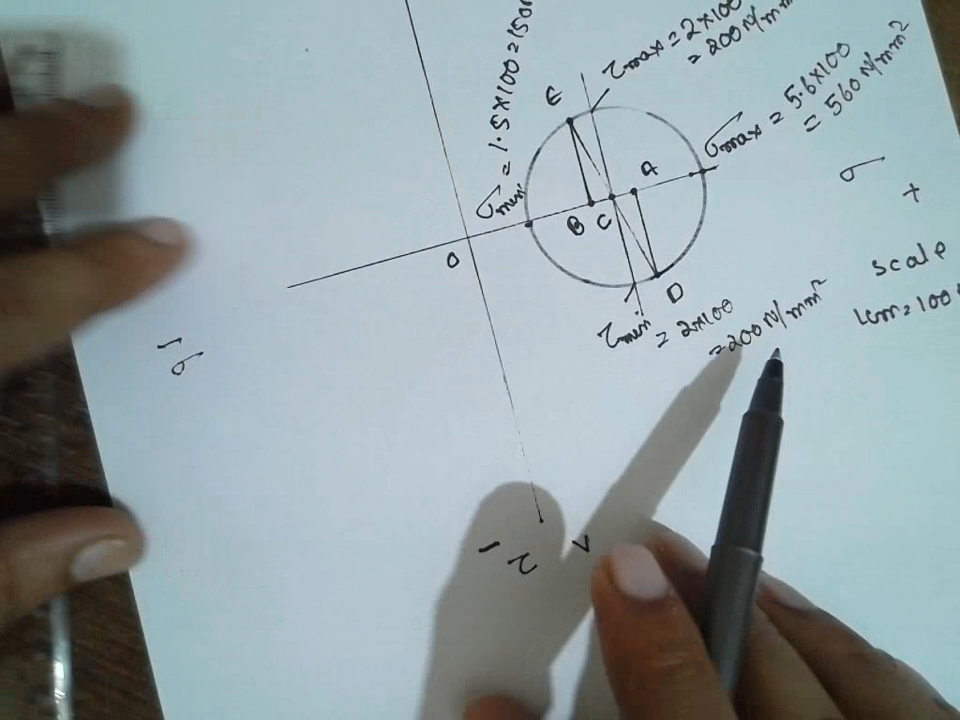 τmax = 2×100
= 200 N/mm
σmin = 1.5×100=150
E
σmax = 5.6×100
= 560 N/mm²
A
B
C
O
D
σ
+
τmin = 2×100
= 200 N/mm²
scale
1cm=100
- σ
- τ